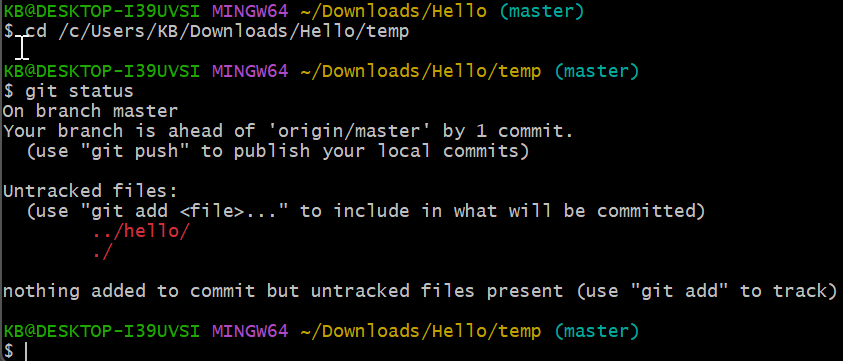 KB@DESKTOP-I39UVSI MINGW64 ~/Downloads/Hello (master)
$ cd /c/Users/KB/Downloads/Hello/temp

KB@DESKTOP-I39UVSI MINGW64 ~/Downloads/Hello/temp (master)
$ git status
On branch master
Your branch is ahead of 'origin/master' by 1 commit.
  (use "git push" to publish your local commits)

Untracked files:
  (use "git add <file>..." to include in what will be committed)
        ../hello/
        ./

nothing added to commit but untracked files present (use "git add" to track)

KB@DESKTOP-I39UVSI MINGW64 ~/Downloads/Hello/temp (master)
$